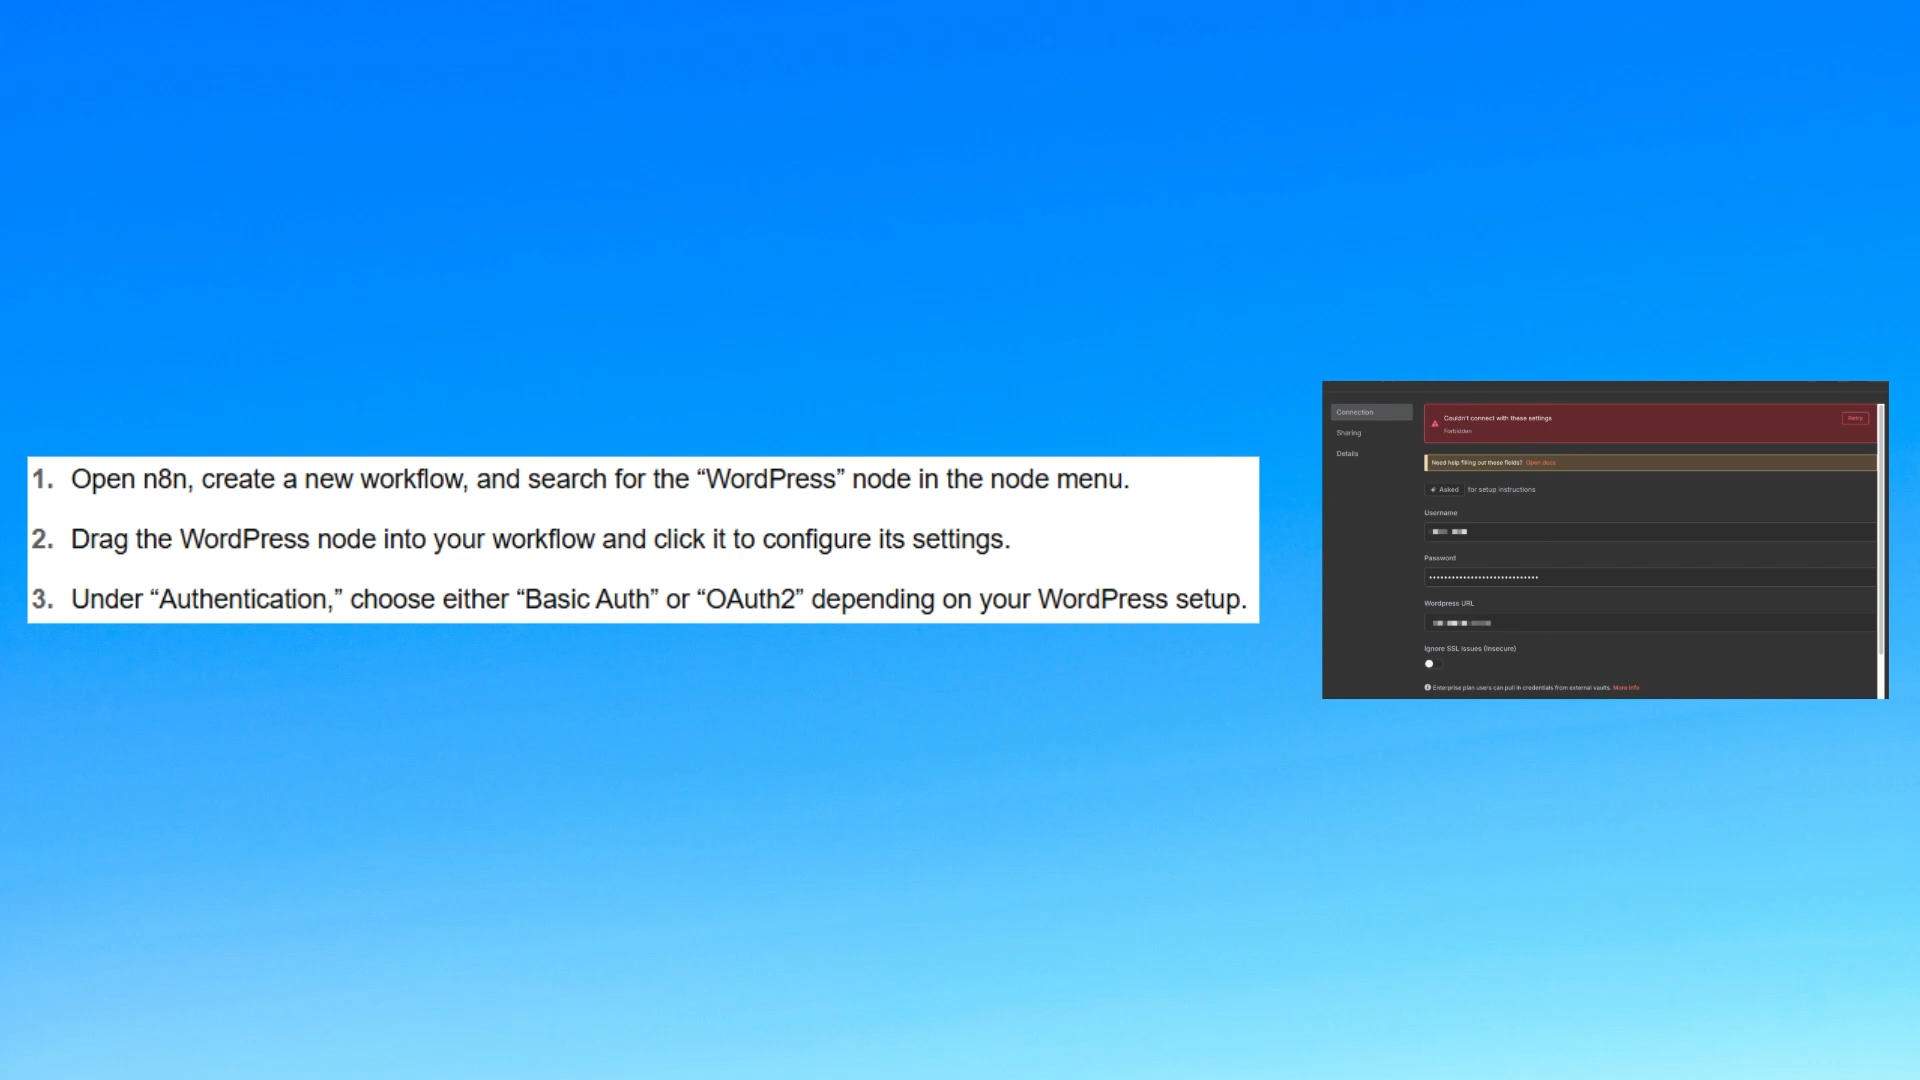 1. Open n8n, create a new workflow, and search for the “WordPress” node in the node menu.
2. Drag the WordPress node into your workflow and click it to configure its settings.
3. Under “Authentication,” choose either “Basic Auth” or “OAuth2” depending on your WordPress setup.
Connection
Sharing
Details
Couldn't connect with these settings
Forbidden
Retry
Need help filling out these fields? Open docs
Asked for setup instructions
Username
Password
Wordpress URL
Ignore SSL Issues (Insecure)
Enterprise plan users can pull in credentials from external vaults. More info